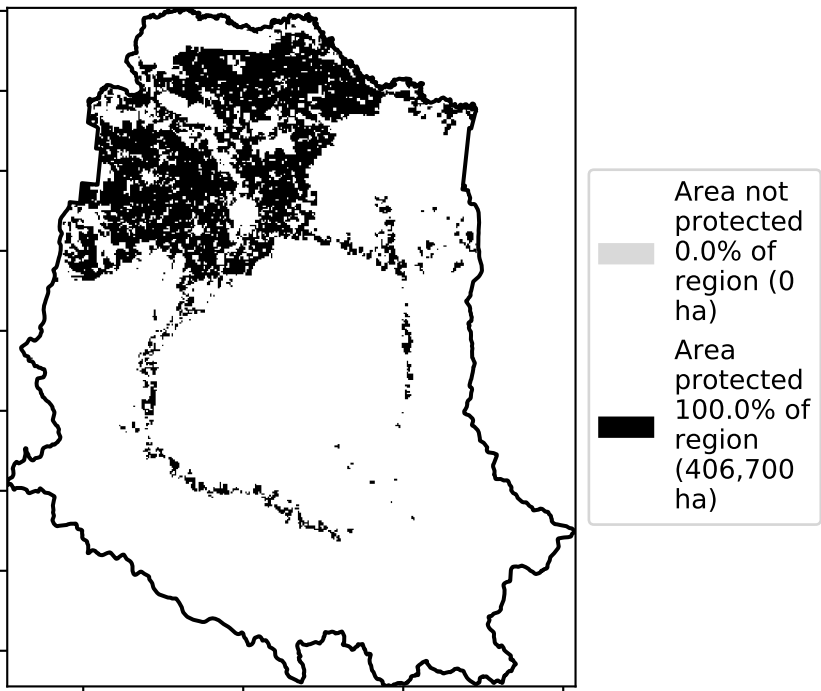 Area not
protected
0.0% of
region (0
ha)
Area
protected
100.0% of
region
(406,700
ha)